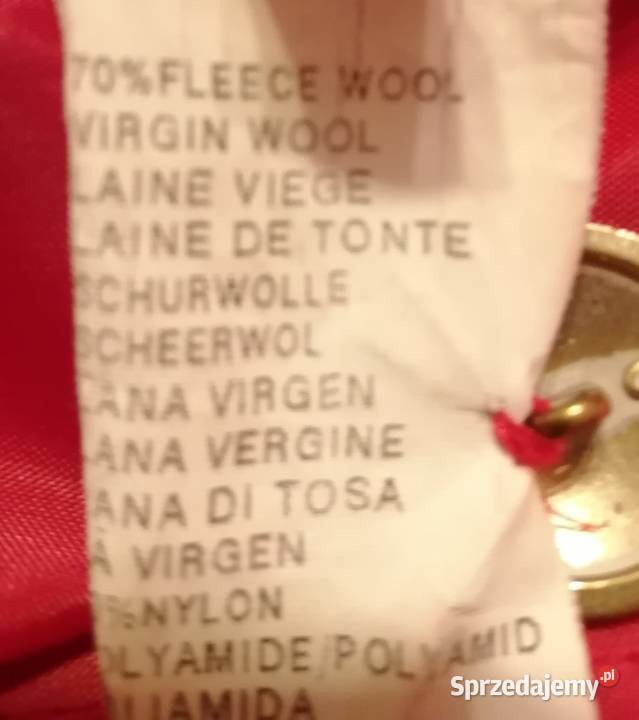 70% FLEECE WOOL
VIRGIN WOOL
LAINE VIEGE
LAINE DE TONTE
SCHURWOLLE
SCHEERWOL
LANA VIRGEN
LANA VERGINE
LANA DI TOSA
Ă VIRGEN
%NYLON
POLYAMIDE/POLYAMID
POLIAMIDA
Sprzedajemy.pl